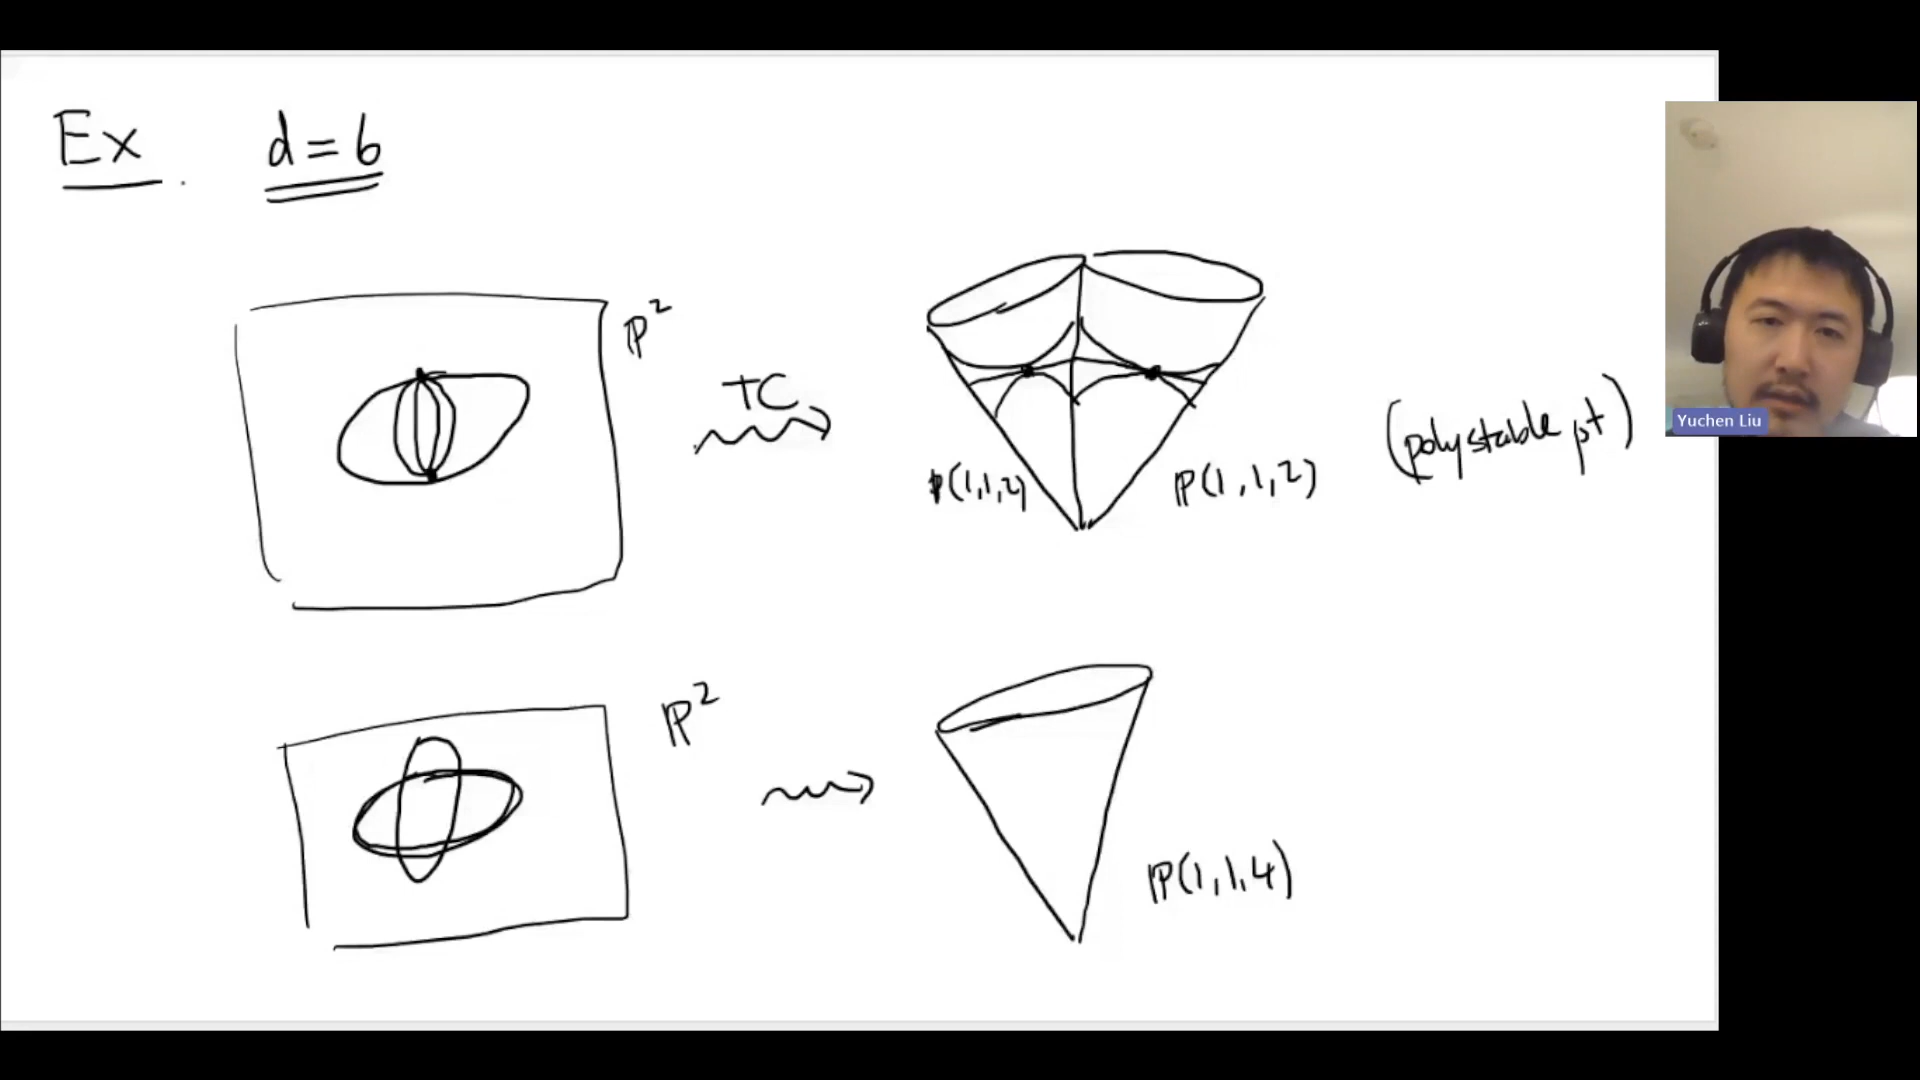 Ex. d=6
ℙ²
TC
ℙ(1,1,2) ℙ(1,1,2)
(polystable pt)
Yuchen Liu
ℙ²
ℙ(1,1,4)